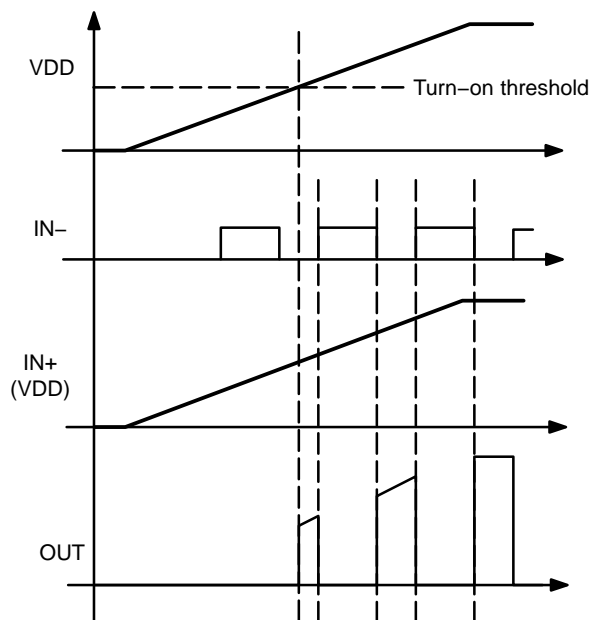 VDD
Turn−on threshold
IN−
IN+
(VDD)
OUT